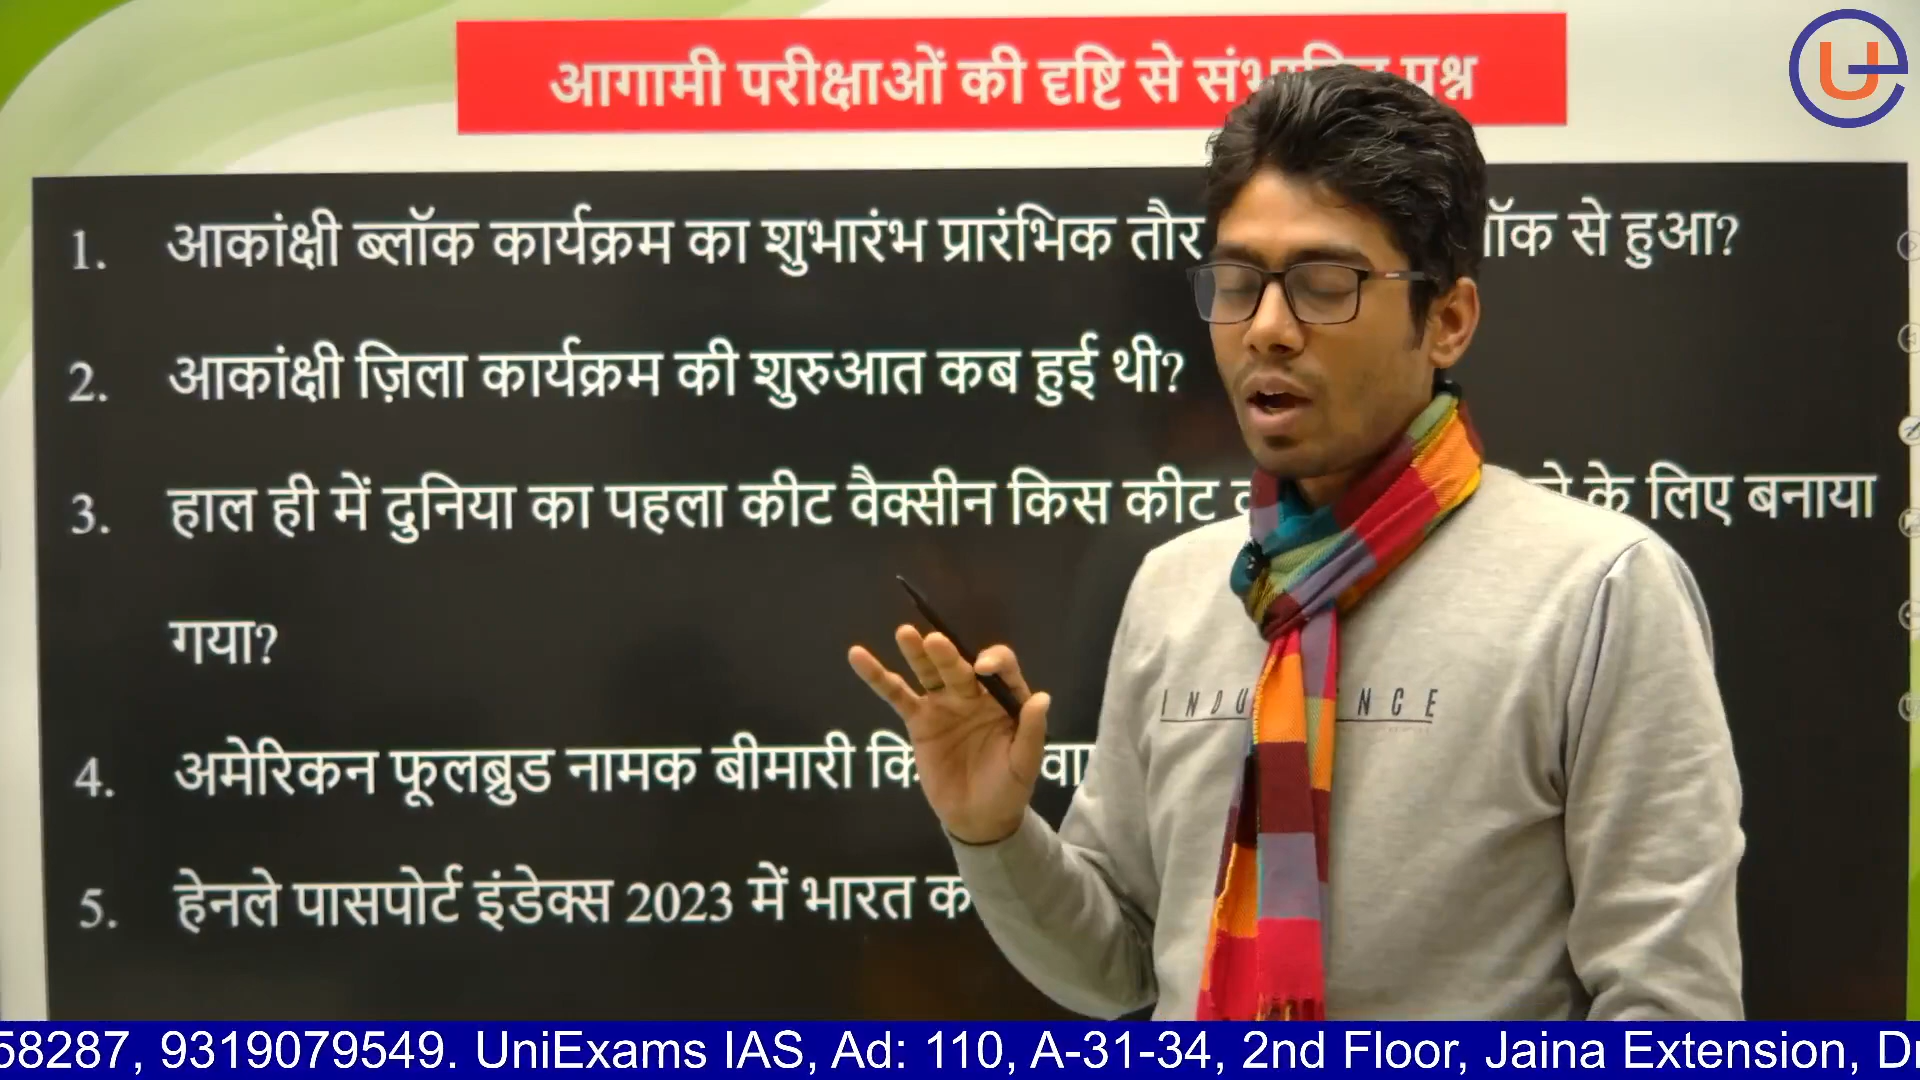 आगामी परीक्षाओं की दृष्टि से प्रश्न
1. आकांक्षी ब्लॉक कार्यक्रम का शुभारंभ प्रारंभिक तौर से हुआ?
2. आकांक्षी ज़िला कार्यक्रम की शुरुआत कब हुई थी?
3. हाल ही में दुनिया का पहला कीट वैक्सीन किस कीट के लिए बनाया
गया?
4. अमेरिकन फूलब्रुड नामक बीमारी
5. हेनले पासपोर्ट इंडेक्स 2023 में भारत
58287, 9319079549. UniExams IAS, Ad: 110, A-31-34, 2nd Floor, Jaina Extension,